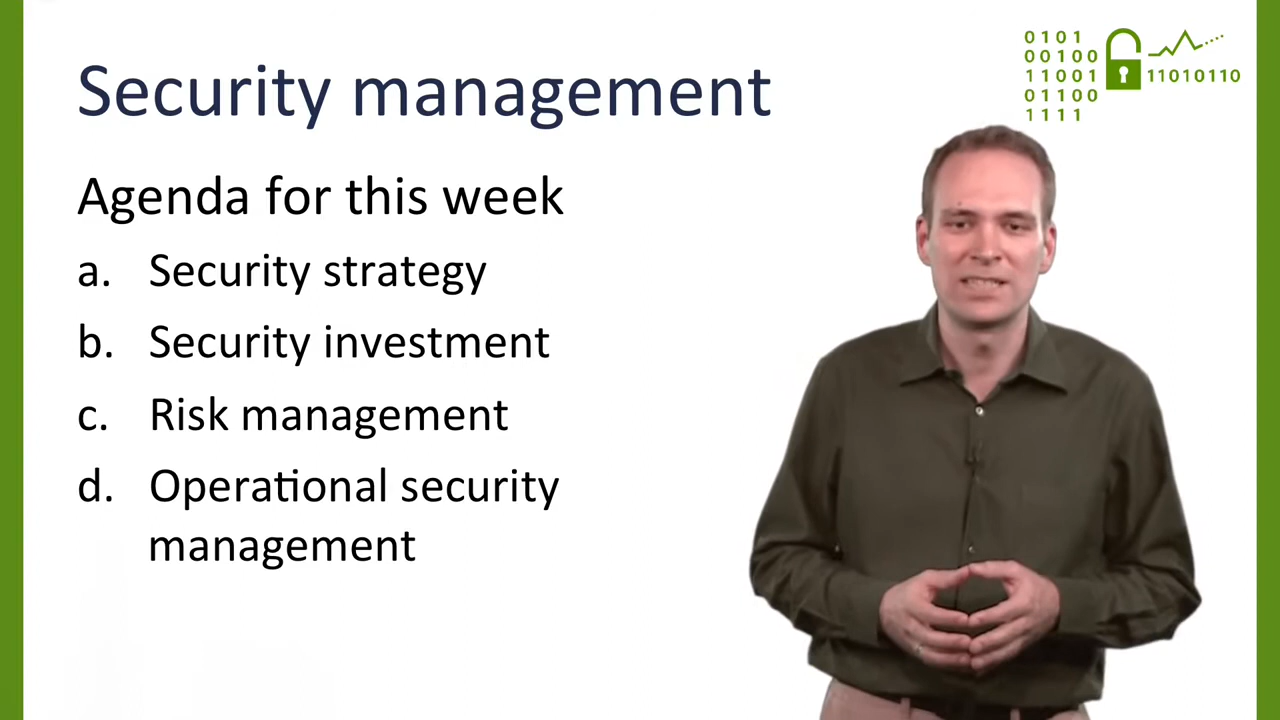 Security management
0101
00100
11001
01100
1111
11010110
Agenda for this week
a. Security strategy
b. Security investment
c. Risk management
d. Operational security
management